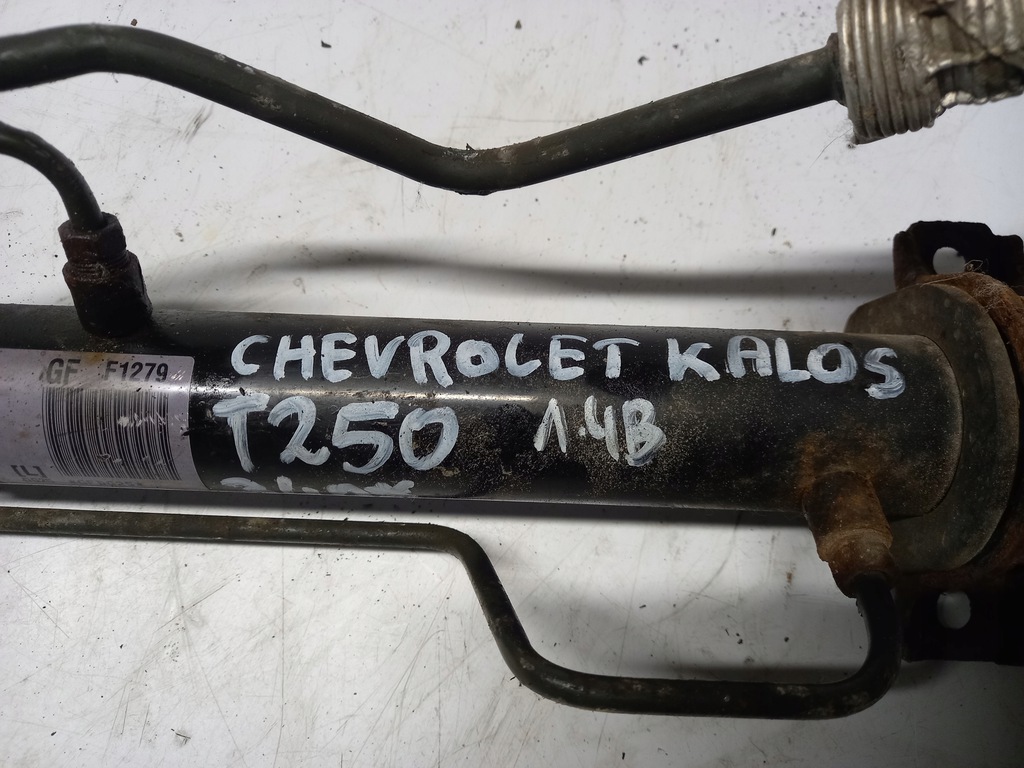 GF F1279
CHEVROLET KALOS
T250 1.4B